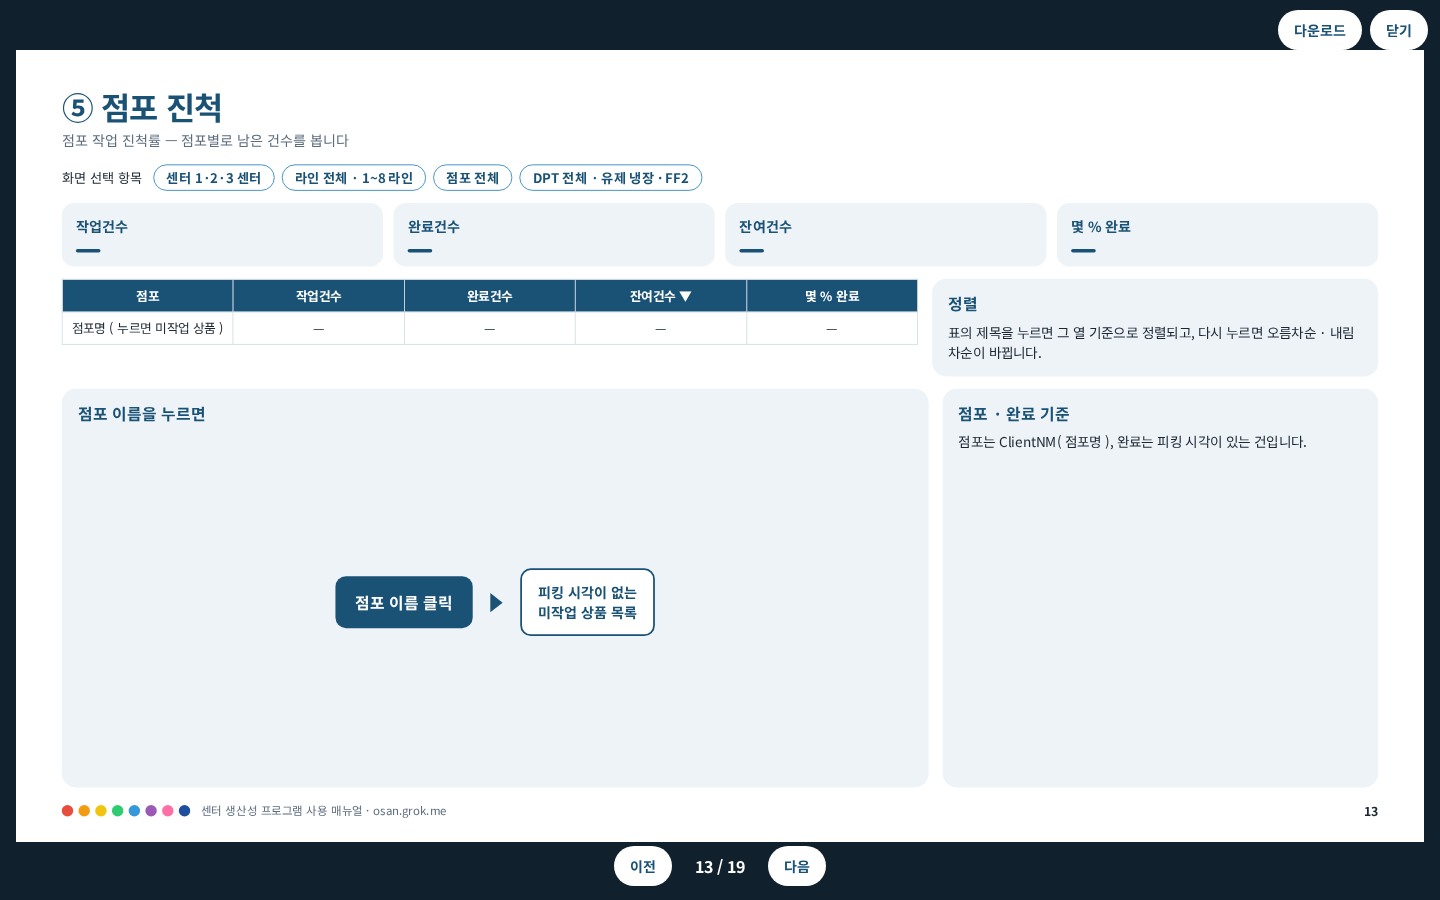 다운로드 닫기
⑤ 점포 진척
점포 작업 진척률 — 점포별로 남은 건수를 봅니다
화면 선택 항목 센터 1·2·3 센터 라인 전체 · 1~8 라인 점포 전체 DPT 전체 · 유제 냉장 · FF2
작업건수 완료건수 잔여건수 몇 % 완료
— — — —
점포 작업건수 완료건수 잔여건수 ▼ 몇 % 완료
점포명 ( 누르면 미작업 상품 ) — — — —
정렬
표의 제목을 누르면 그 열 기준으로 정렬되고, 다시 누르면 오름차순 · 내림
차순이 바뀝니다.
점포 이름을 누르면
점포 이름 클릭
피킹 시각이 없는
미작업 상품 목록
점포 · 완료 기준
점포는 ClientNM( 점포명 ), 완료는 피킹 시각이 있는 건입니다.
센터 생산성 프로그램 사용 매뉴얼 · osan.grok.me
13
이전 13 / 19 다음